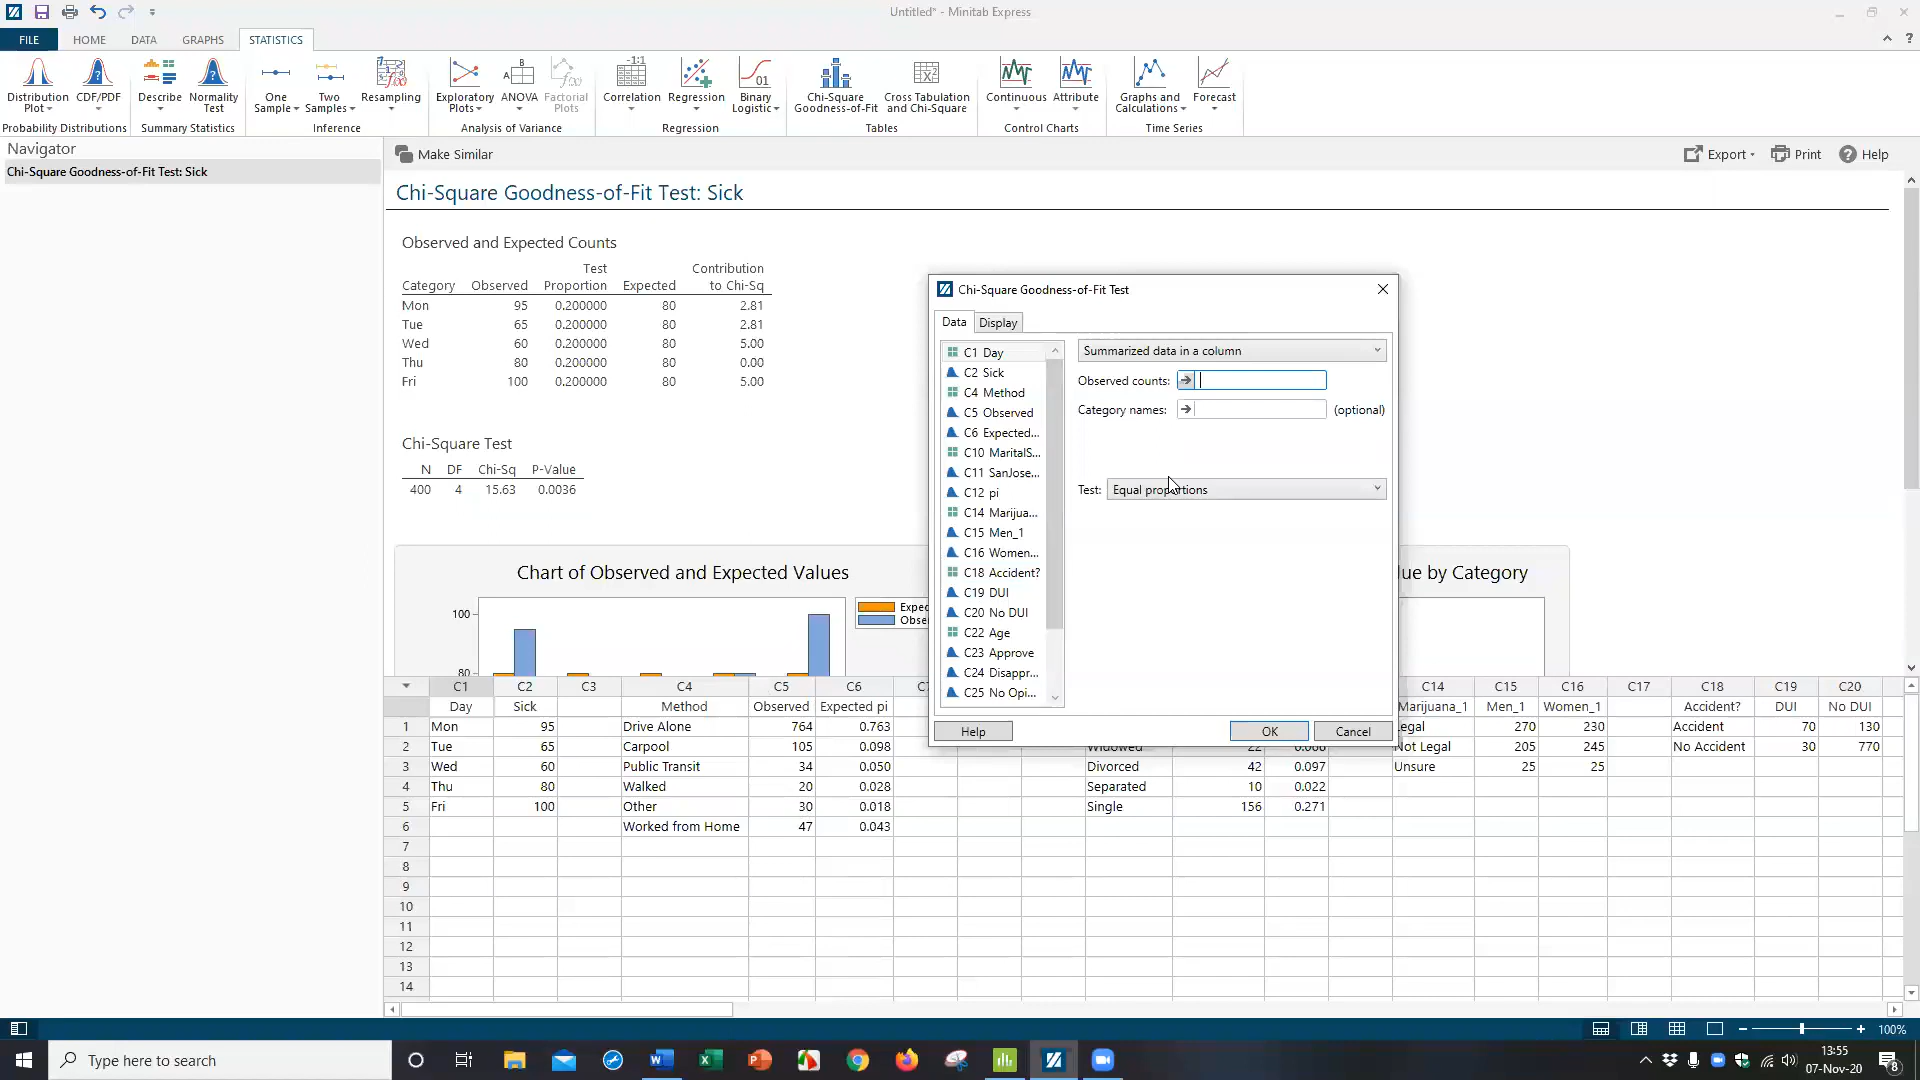 Untitled* - Minitab Express
FILE HOME DATA GRAPHS STATISTICS
Distribution Plot CDF/PDF Describe Normality Test One Sample Two Samples Resampling Exploratory Plots ANOVA Factorial Plots Correlation Regression Binary Logistic Chi-Square Goodness-of-Fit Cross Tabulation and Chi-Square Continuous Attribute Graphs and Calculations Forecast
Probability Distributions Summary Statistics Inference Analysis of Variance Regression Tables Control Charts Time Series
Navigator
Chi-Square Goodness-of-Fit Test: Sick
Make Similar Export Print Help
Chi-Square Goodness-of-Fit Test: Sick
Observed and Expected Counts
Test Contribution
Category Observed Proportion Expected to Chi-Sq
Mon 95 0.200000 80 2.81
Tue 65 0.200000 80 2.81
Wed 60 0.200000 80 5.00
Thu 80 0.200000 80 0.00
Fri 100 0.200000 80 5.00
Chi-Square Test
N DF Chi-Sq P-Value
400 4 15.63 0.0036
Chart of Observed and Expected Values
100
80
Expec
Obse
lue by Category
Chi-Square Goodness-of-Fit Test
Data Display
C1 Day
C2 Sick
C4 Method
C5 Observed
C6 Expected...
C10 MaritalS...
C11 SanJose...
C12 pi
C14 Marijua...
C15 Men_1
C16 Women...
C18 Accident?
C19 DUI
C20 No DUI
C22 Age
C23 Approve
C24 Disappr...
C25 No Opi...
Summarized data in a column
Observed counts:
Category names: (optional)
Test: Equal proportions
Help OK Cancel
C1 C2 C3 C4 C5 C6 C14 C15 C16 C17 C18 C19 C20
Day Sick Method Observed Expected pi Marijuana_1 Men_1 Women_1 Accident? DUI No DUI
1 Mon 95 Drive Alone 764 0.763 egal 270 230 Accident 70 130
2 Tue 65 Carpool 105 0.098 Widowed 22 Not Legal 205 245 No Accident 30 770
3 Wed 60 Public Transit 34 0.050 Divorced 42 0.097 Unsure 25 25
4 Thu 80 Walked 20 0.028 Separated 10 0.022
5 Fri 100 Other 30 0.018 Single 156 0.271
6 Worked from Home 47 0.043
7
8
9
10
11
12
13
14
100%
Type here to search
13:55
07-Nov-20
8